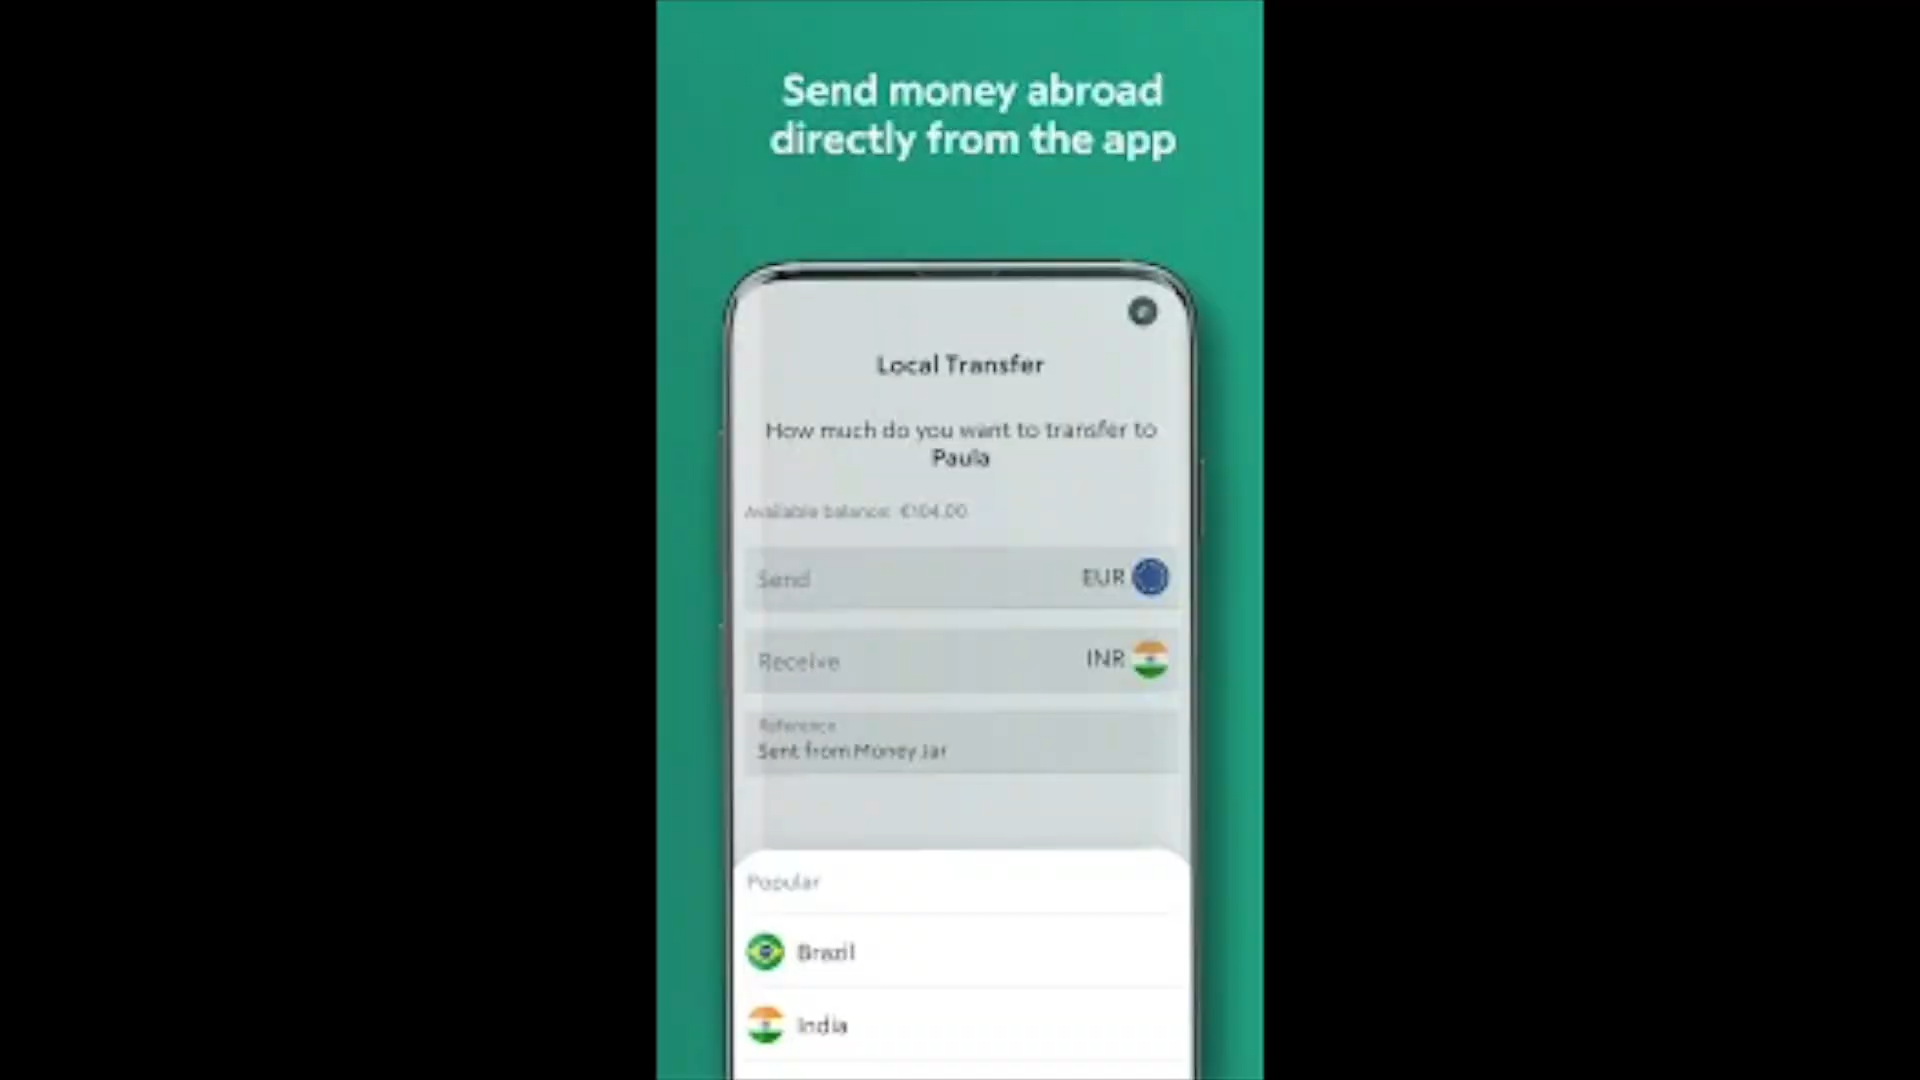 Send money abroad
directly from the app
Local Transfer
How much do you want to transfer to
Paula
Available balance: €104.00
Send
EUR
Receive
INR
Reference
Sent from Money Jar
Popular
Brazil
India